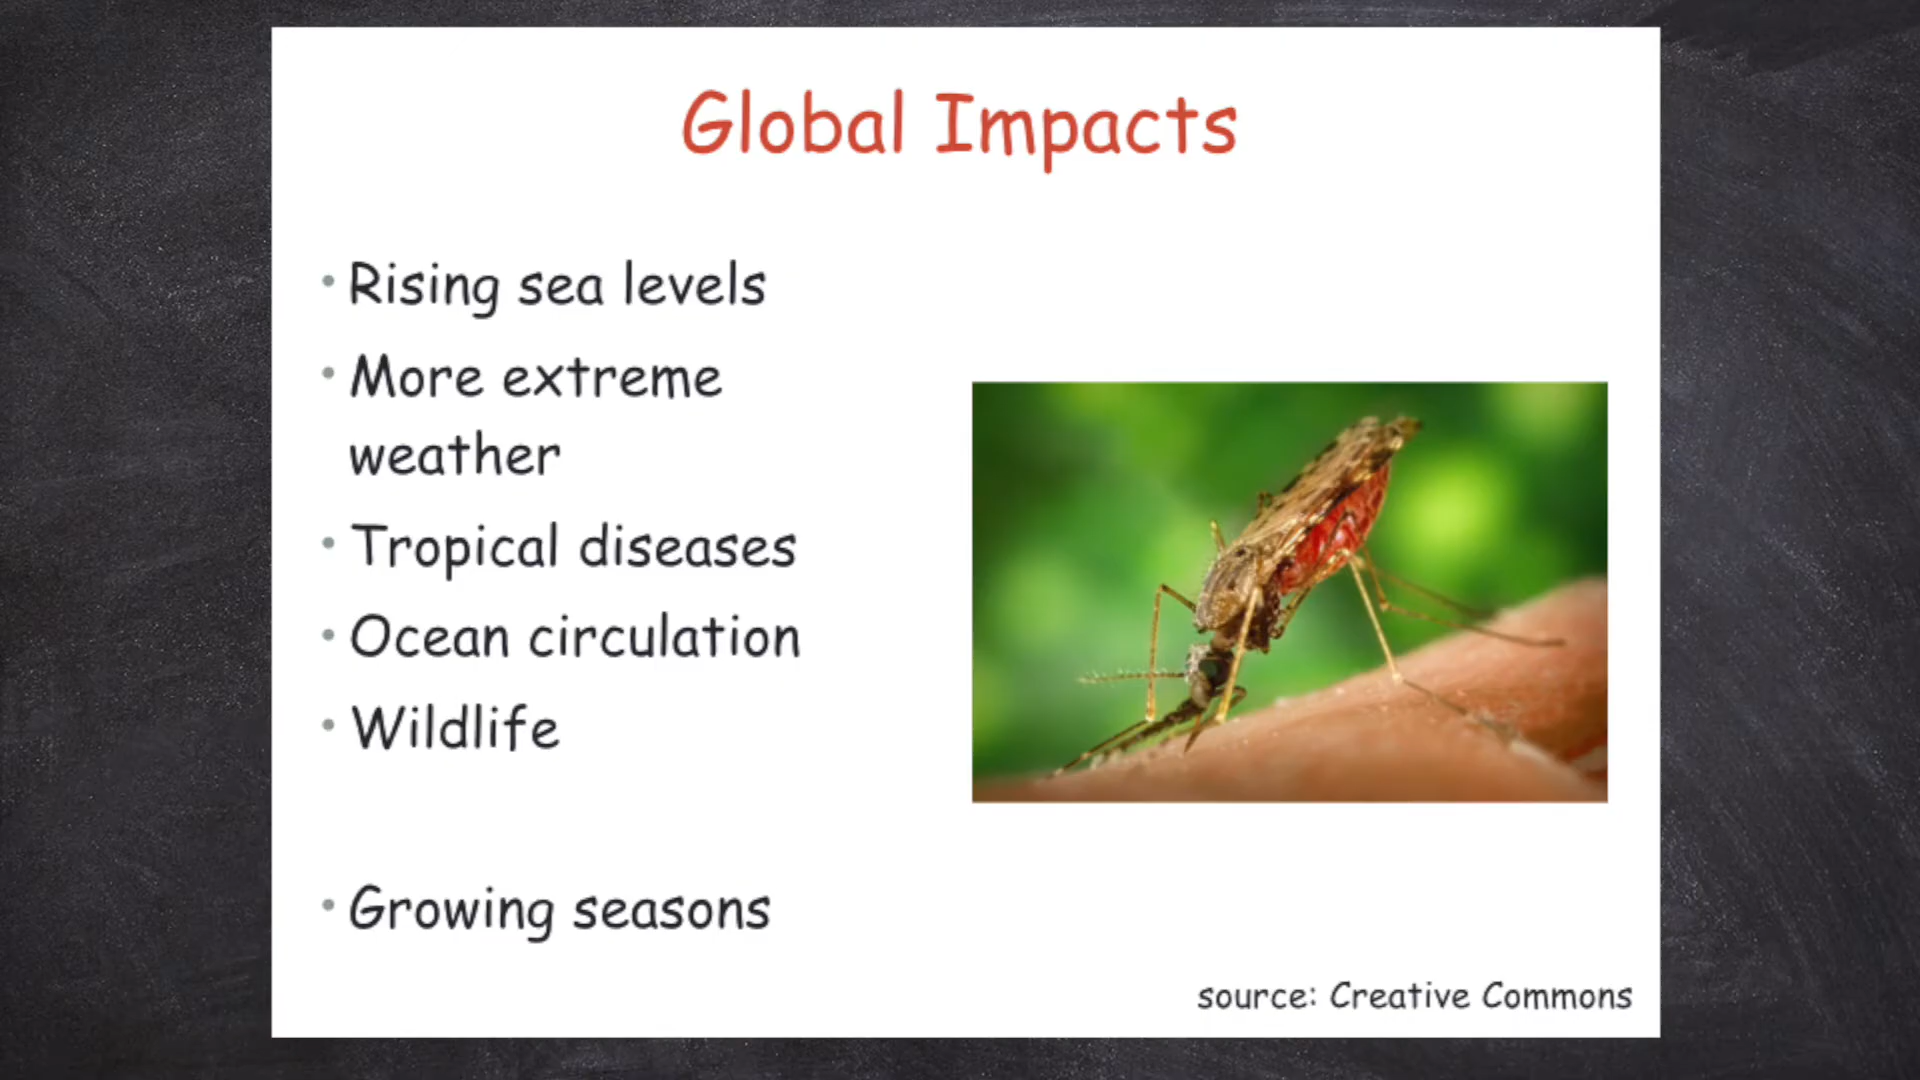 Global Impacts
• Rising sea levels
• More extreme
weather
• Tropical diseases
• Ocean circulation
• Wildlife
• Growing seasons
source: Creative Commons